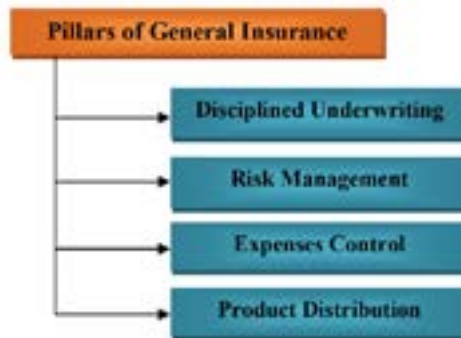 Pillars of General Insurance
Disciplined Underwriting
Risk Management
Expenses Control
Product Distribution